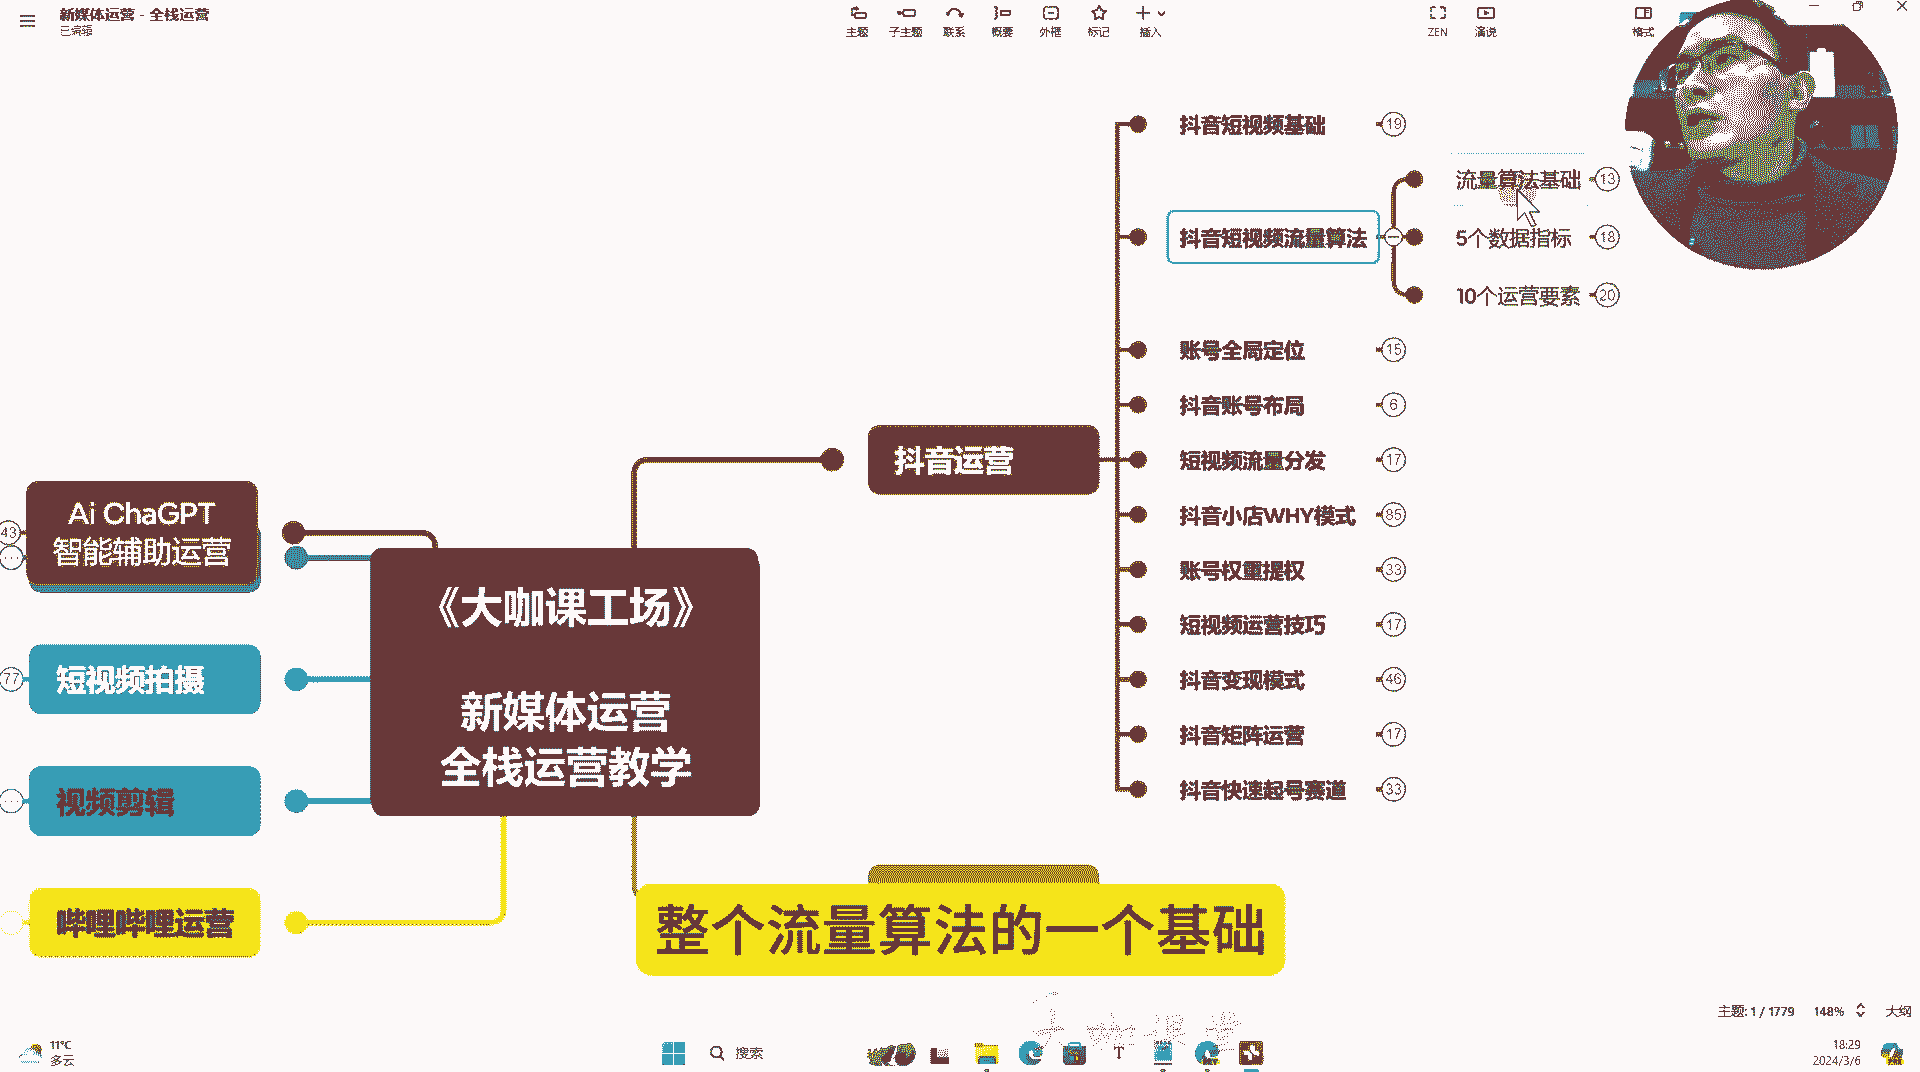 新媒体运营 - 全栈运营
已编辑
主题
子主题
联系
概要
外框
标记
插入
ZEN
演说
格式
抖音短视频基础
19
抖音短视频流量算法
流量算法基础
13
5个数据指标
18
10个运营要素
20
账号全局定位
15
抖音账号布局
6
短视频流量分发
17
抖音小店WHY模式
85
账号权重提权
33
短视频运营技巧
17
抖音变现模式
46
抖音矩阵运营
17
抖音快速起号赛道
33
抖音运营
《大咖课工场》
新媒体运营
全栈运营教学
43
Ai ChaGPT
智能辅助运营
77
短视频拍摄
视频剪辑
哔哩哔哩运营
整个流量算法的一个基础
主题: 1 / 1779
148%
大纲
11°C
多云
搜索
18:29
2024/3/6